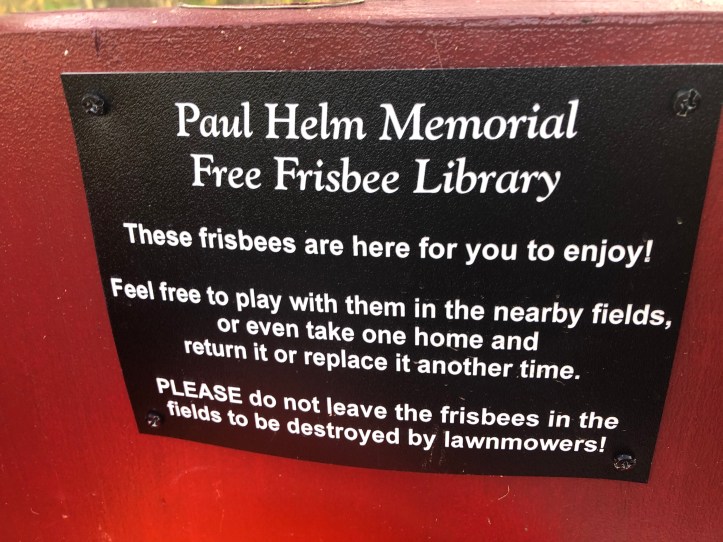 Paul Helm Memorial
Free Frisbee Library
These frisbees are here for you to enjoy!
Feel free to play with them in the nearby fields,
or even take one home and
return it or replace it another time.
PLEASE do not leave the frisbees in the
fields to be destroyed by lawnmowers!